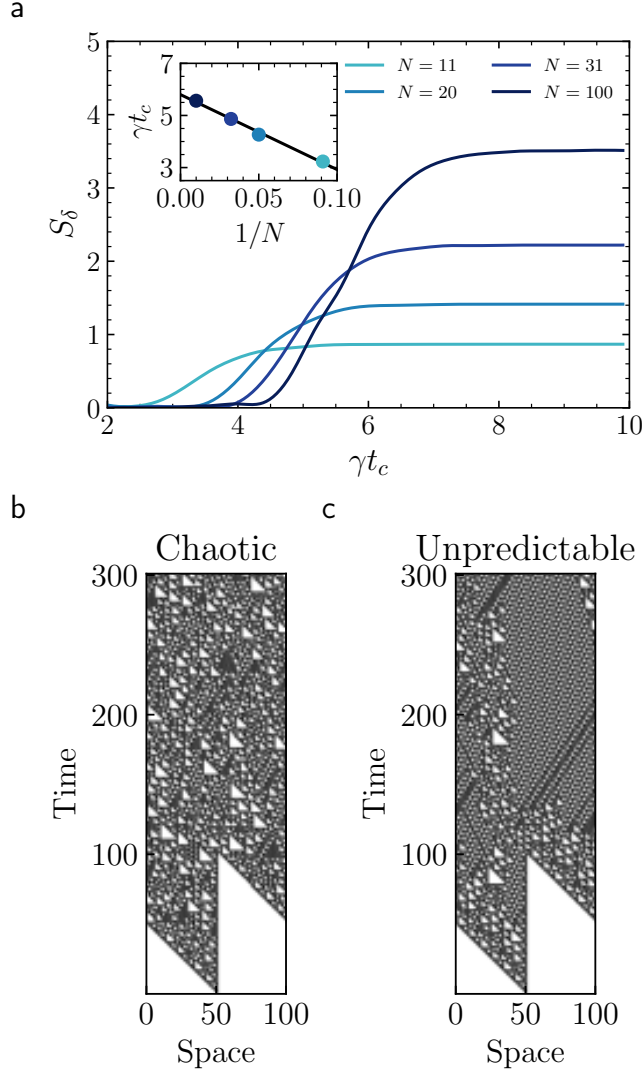 a
5
4
3
2
1
0
S_δ
2
4
6
8
10
γt_c
N = 11
N = 20
N = 31
N = 100
7
5
3
γt_c
0.00
0.05
0.10
1/N
b
Chaotic
300
200
100
Time
0
50
100
Space
c
Unpredictable
300
200
100
Time
0
50
100
Space